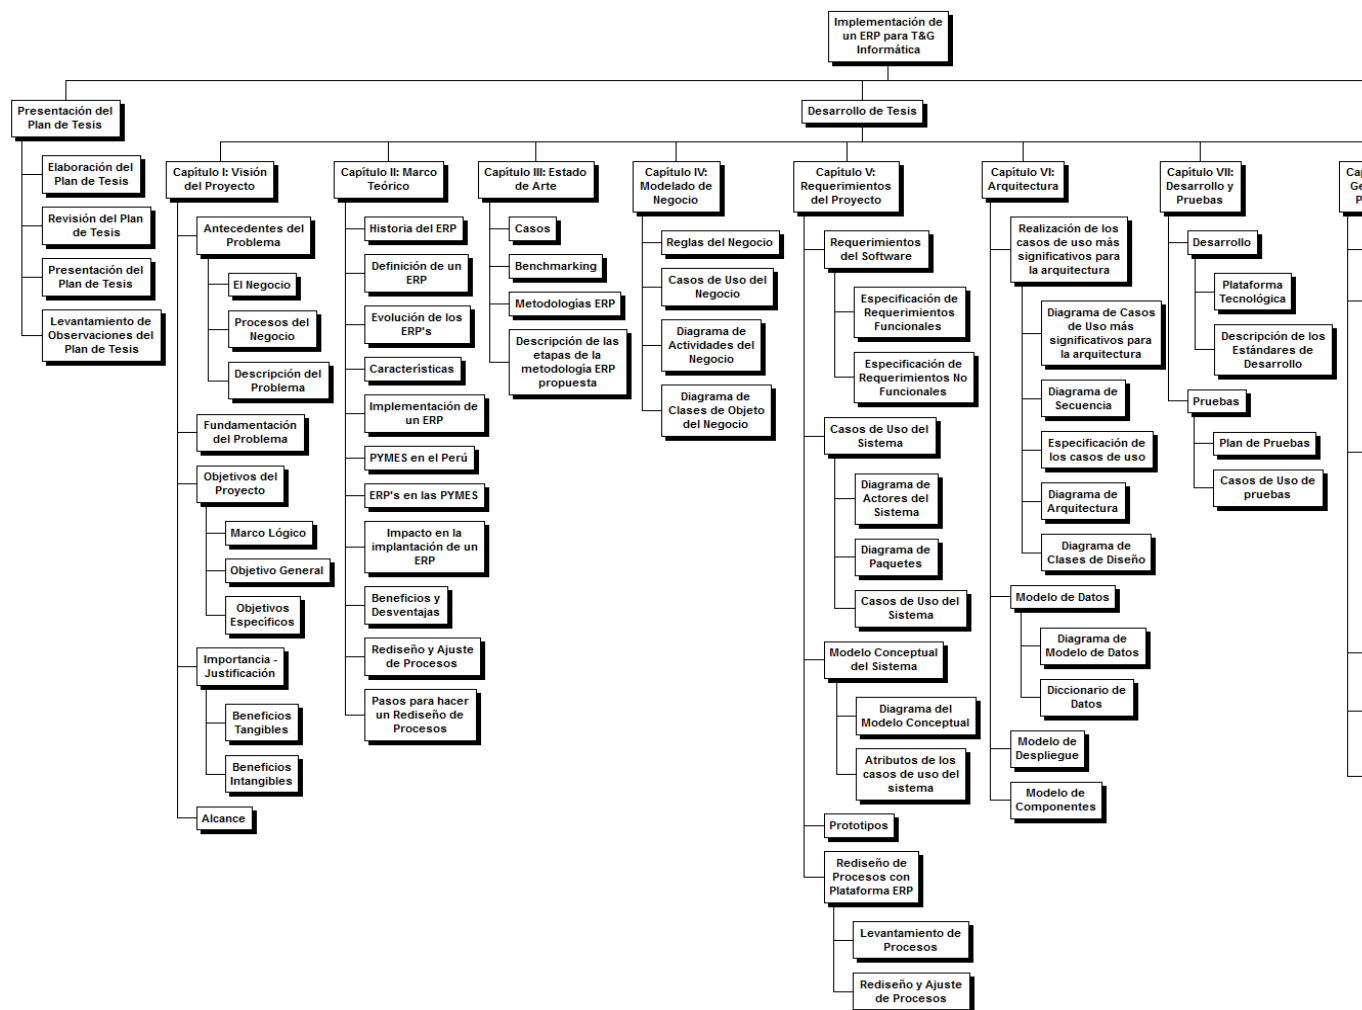 Implementación de
un ERP para T&G
Informática
Presentación del
Plan de Tesis
Desarrollo de Tesis
Elaboración del
Plan de Tesis
Revisión del Plan
de Tesis
Presentación del
Plan de Tesis
Levantamiento de
Observaciones del
Plan de Tesis
Capítulo I: Visión
del Proyecto
Antecedentes del
Problema
El Negocio
Procesos del
Negocio
Descripción del
Problema
Fundamentación
del Problema
Objetivos del
Proyecto
Marco Lógico
Objetivo General
Objetivos
Específicos
Importancia -
Justificación
Beneficios
Tangibles
Beneficios
Intangibles
Alcance
Capítulo II: Marco
Teórico
Historia del ERP
Definición de un
ERP
Evolución de los
ERP's
Características
Implementación de
un ERP
PYMES en el Perú
ERP's en las PYMES
Impacto en la
implantación de un
ERP
Beneficios y
Desventajas
Rediseño y Ajuste
de Procesos
Pasos para hacer
un Rediseño de
Procesos
Capítulo III: Estado
de Arte
Casos
Benchmarking
Metodologías ERP
Descripción de las
etapas de la
metodología ERP
propuesta
Capítulo IV:
Modelado de
Negocio
Reglas del Negocio
Casos de Uso del
Negocio
Diagrama de
Actividades del
Negocio
Diagrama de
Clases de Objeto
del Negocio
Capítulo V:
Requerimientos
del Proyecto
Requerimientos
del Software
Especificación de
Requerimientos
Funcionales
Especificación de
Requerimientos No
Funcionales
Casos de Uso del
Sistema
Diagrama de
Actores del
Sistema
Diagrama de
Paquetes
Casos de Uso del
Sistema
Modelo Conceptual
del Sistema
Diagrama del
Modelo Conceptual
Atributos de los
casos de uso del
sistema
Prototipos
Rediseño de
Procesos con
Plataforma ERP
Levantamiento de
Procesos
Rediseño y Ajuste
de Procesos
Capítulo VI:
Arquitectura
Realización de los
casos de uso más
significativos para
la arquitectura
Diagrama de Casos
de Uso más
significativos para
la arquitectura
Diagrama de
Secuencia
Especificación de
los casos de uso
Diagrama de
Arquitectura
Diagrama de
Clases de Diseño
Modelo de Datos
Diagrama de
Modelo de Datos
Diccionario de
Datos
Modelo de
Despliegue
Modelo de
Componentes
Capítulo VII:
Desarrollo y
Pruebas
Desarrollo
Plataforma
Tecnológica
Descripción de los
Estándares de
Desarrollo
Pruebas
Plan de Pruebas
Casos de Uso de
pruebas